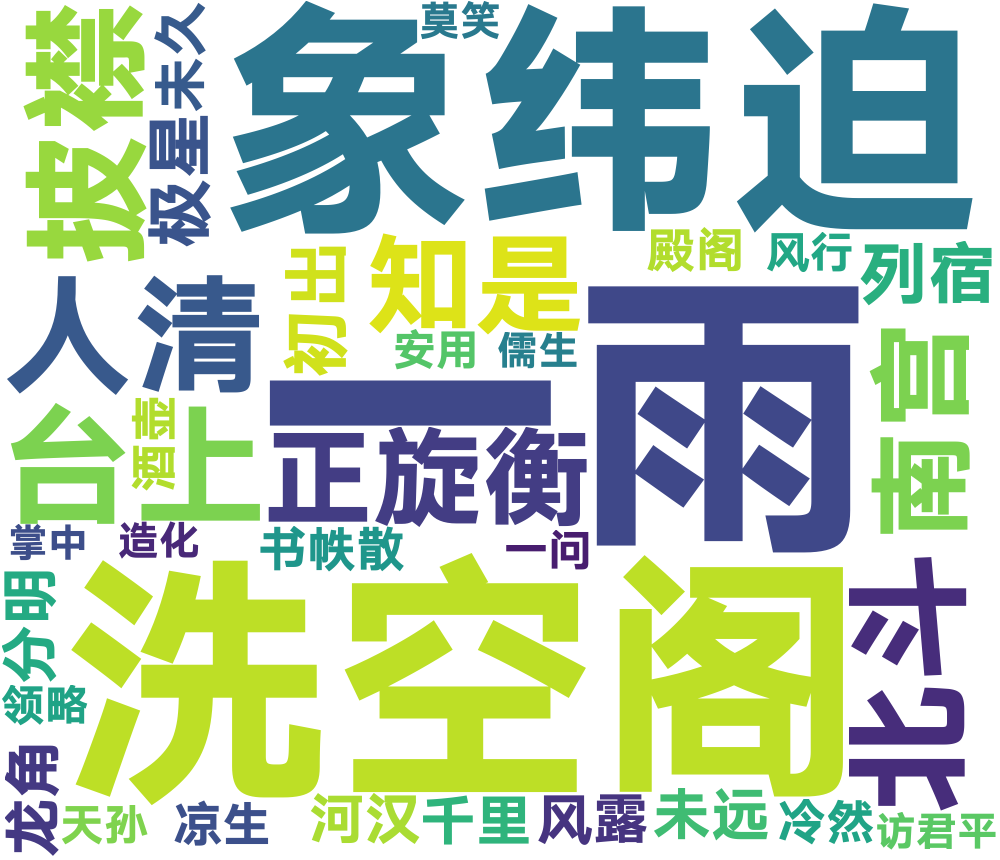 莫笑
象纬迫
披襟
未久
极星
殿阁
风行
列宿
知是
初出
人清
安用
儒生
一雨
南宫
台上
酒壶
正旋衡
掌中
造化
书帙散
一问
北斗
洗空阁
分明
领略
龙角
天孙
凉生
河汉
千里
风露
未远
冷然
访君平